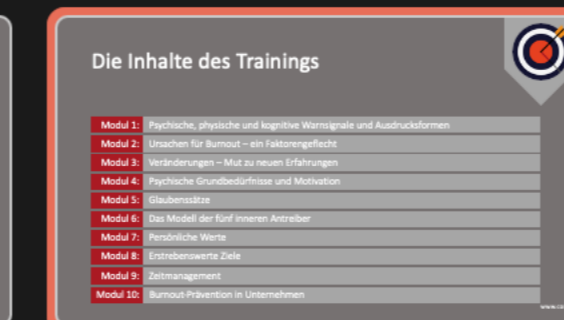 Die Inhalte des Trainings
Modul 1: Psychische, physische und kognitive Warnsignale und Ausdrucksformen
Modul 2: Ursachen für Burnout – ein Faktorengeflecht
Modul 3: Veränderungen – Mut zu neuen Erfahrungen
Modul 4: Psychische Grundbedürfnisse und Motivation
Modul 5: Glaubenssätze
Modul 6: Das Modell der fünf inneren Antreiber
Modul 7: Persönliche Werte
Modul 8: Erstrebenswerte Ziele
Modul 9: Zeitmanagement
Modul 10: Burnout-Prävention in Unternehmen